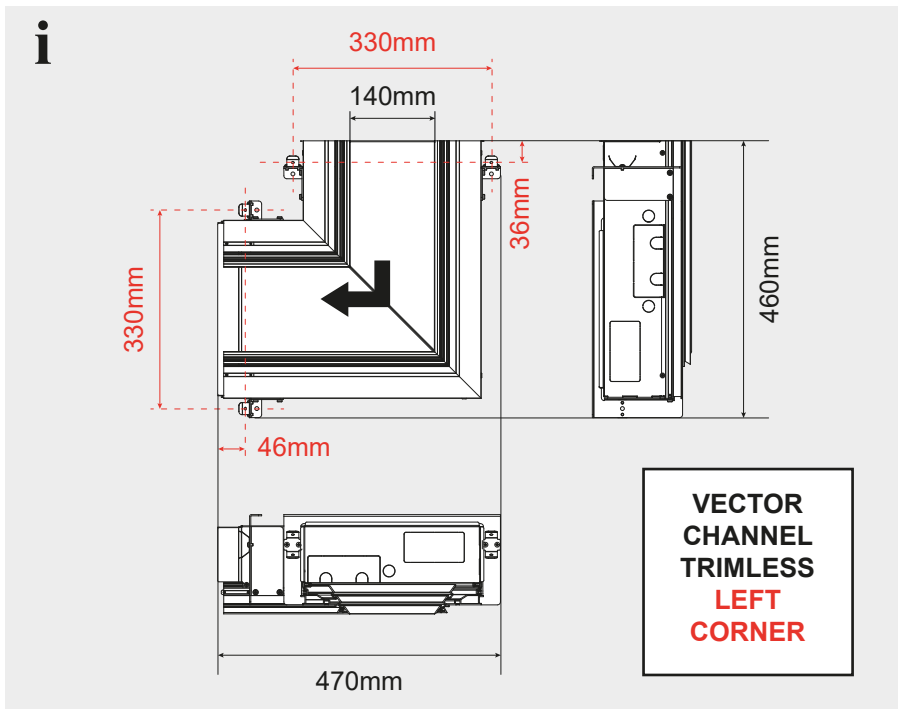 i
330mm
140mm
36mm
330mm
460mm
46mm
470mm
VECTOR
CHANNEL
TRIMLESS
LEFT
CORNER